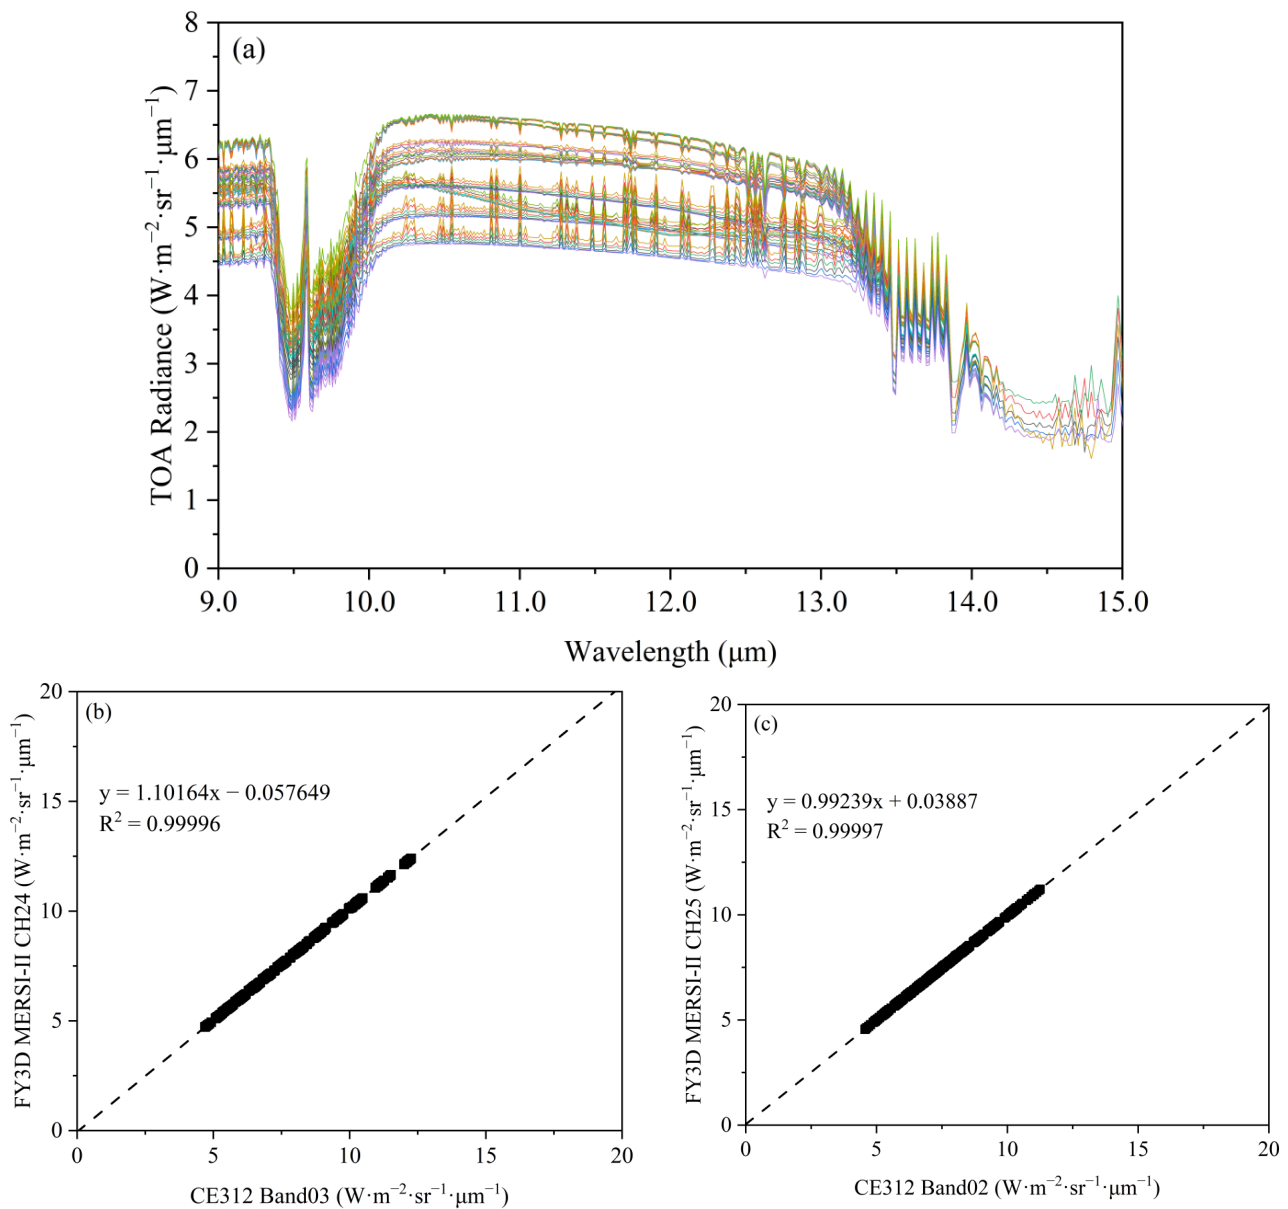 (a)
8
7
6
5
4
3
2
1
0
TOA Radiance (W·m⁻²·sr⁻¹·μm⁻¹)
9.0 10.0 11.0 12.0 13.0 14.0 15.0
Wavelength (μm)
(b)
20
15
10
5
0
FY3D MERSI-II CH24 (W·m⁻²·sr⁻¹·μm⁻¹)
y = 1.10164x − 0.057649
R² = 0.99996
0 5 10 15 20
CE312 Band03 (W·m⁻²·sr⁻¹·μm⁻¹)
(c)
20
15
10
5
0
FY3D MERSI-II CH25 (W·m⁻²·sr⁻¹·μm⁻¹)
y = 0.99239x + 0.03887
R² = 0.99997
0 5 10 15 20
CE312 Band02 (W·m⁻²·sr⁻¹·μm⁻¹)